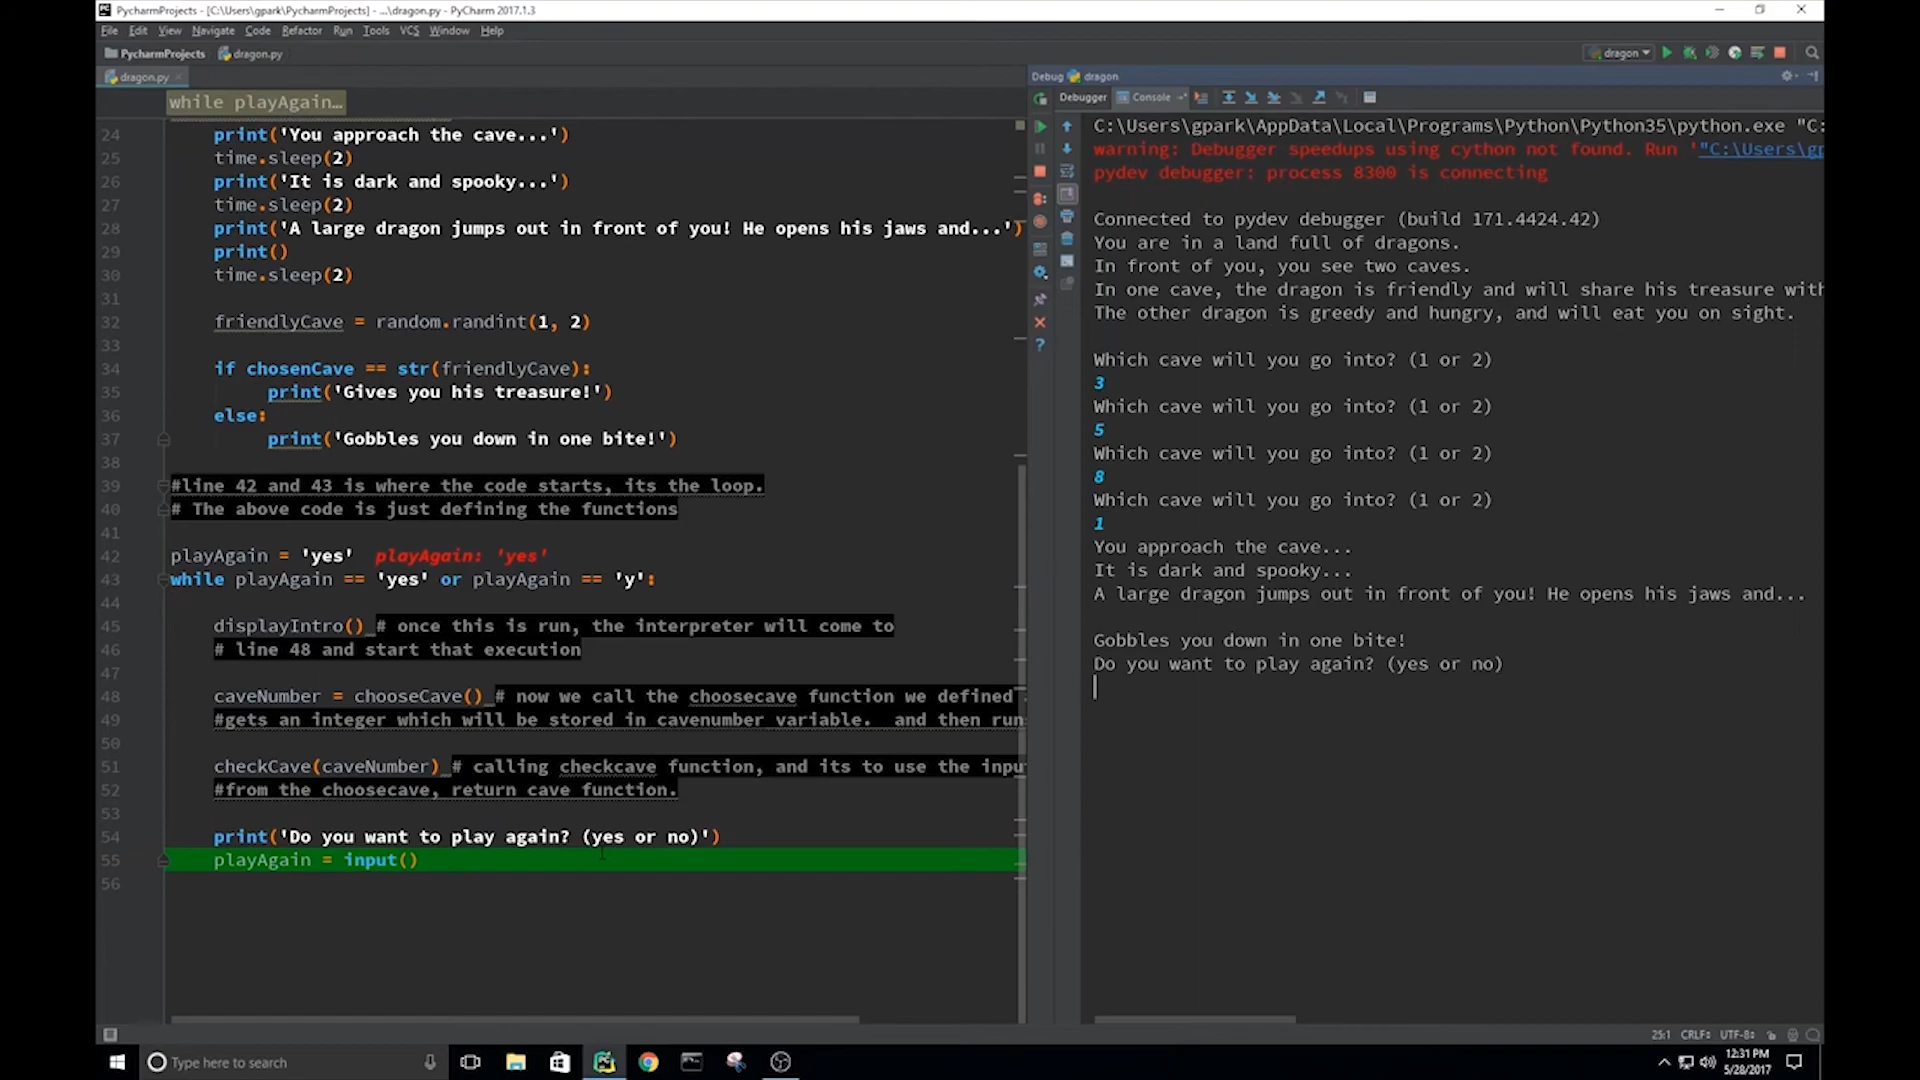 PycharmProjects - [C:\Users\gpark\PycharmProjects] - ...\dragon.py - PyCharm 2017.1.3
File Edit View Navigate Code Refactor Run Tools VCS Window Help
PycharmProjects dragon.py
dragon
dragon.py
Debug dragon
Debugger Console
while playAgain...
24 print('You approach the cave...')
25 time.sleep(2)
26 print('It is dark and spooky...')
27 time.sleep(2)
28 print('A large dragon jumps out in front of you! He opens his jaws and...')
29 print()
30 time.sleep(2)
31
32 friendlyCave = random.randint(1, 2)
33
34 if chosenCave == str(friendlyCave):
35 print('Gives you his treasure!')
36 else:
37 print('Gobbles you down in one bite!')
38
39 #line 42 and 43 is where the code starts, its the loop.
40 # The above code is just defining the functions
41
42 playAgain = 'yes' playAgain: 'yes'
43 while playAgain == 'yes' or playAgain == 'y':
44
45 displayIntro() # once this is run, the interpreter will come to
46 # line 48 and start that execution
47
48 caveNumber = chooseCave() # now we call the choosecave function we defined
49 #gets an integer which will be stored in cavenumber variable. and then run
50
51 checkCave(caveNumber) # calling checkcave function, and its to use the inpu
52 #from the choosecave, return cave function.
53
54 print('Do you want to play again? (yes or no)')
55 playAgain = input()
56
C:\Users\gpark\AppData\Local\Programs\Python\Python35\python.exe "C:
warning: Debugger speedups using cython not found. Run '"C:\Users\gp
pydev debugger: process 8300 is connecting
Connected to pydev debugger (build 171.4424.42)
You are in a land full of dragons.
In front of you, you see two caves.
In one cave, the dragon is friendly and will share his treasure with
The other dragon is greedy and hungry, and will eat you on sight.
Which cave will you go into? (1 or 2)
3
Which cave will you go into? (1 or 2)
5
Which cave will you go into? (1 or 2)
8
Which cave will you go into? (1 or 2)
1
You approach the cave...
It is dark and spooky...
A large dragon jumps out in front of you! He opens his jaws and...
Gobbles you down in one bite!
Do you want to play again? (yes or no)
25:1 CRLF UTF-8
Type here to search
12:31 PM
5/28/2017